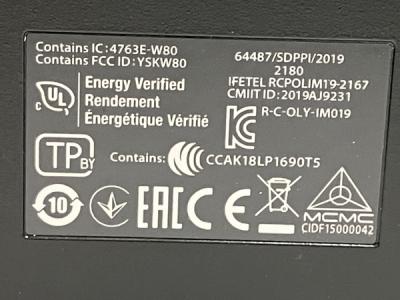 Contains IC: 4763E-W80
Contains FCC ID: YSKW80
64487/SDPPI/2019
2180
IFETEL RCPOLIM19-2167
CMIIT ID: 2019AJ9231
UL
Energy Verified
Rendement
Énergétique Vérifié
R-C-OLY-IM019
TP BY
Contains: CCAK18LP1690T5
10
EAC CE
MCMC
CIDF15000042